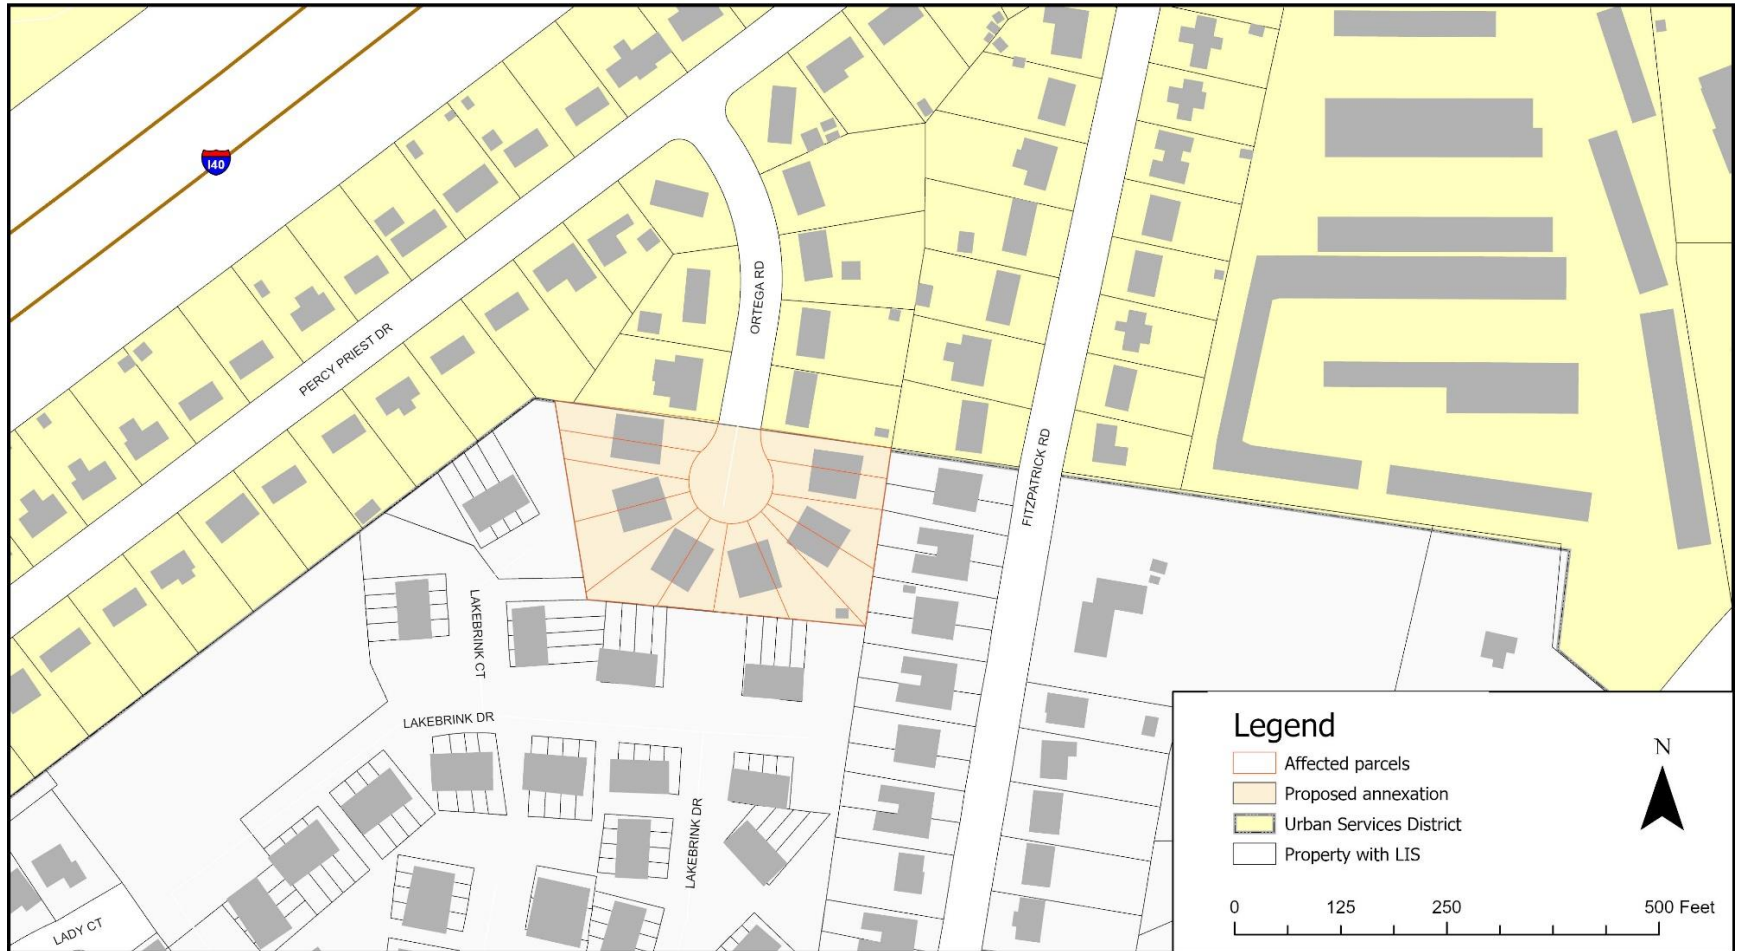 I40
PERCY PRIEST DR
ORTEGA RD
FITZPATRICK RD
LAKEBRINK CT
LAKEBRINK DR
LAKEBRINK DR
LADY CT
Legend
Affected parcels
Proposed annexation
Urban Services District
Property with LIS
N
0 125 250 500 Feet